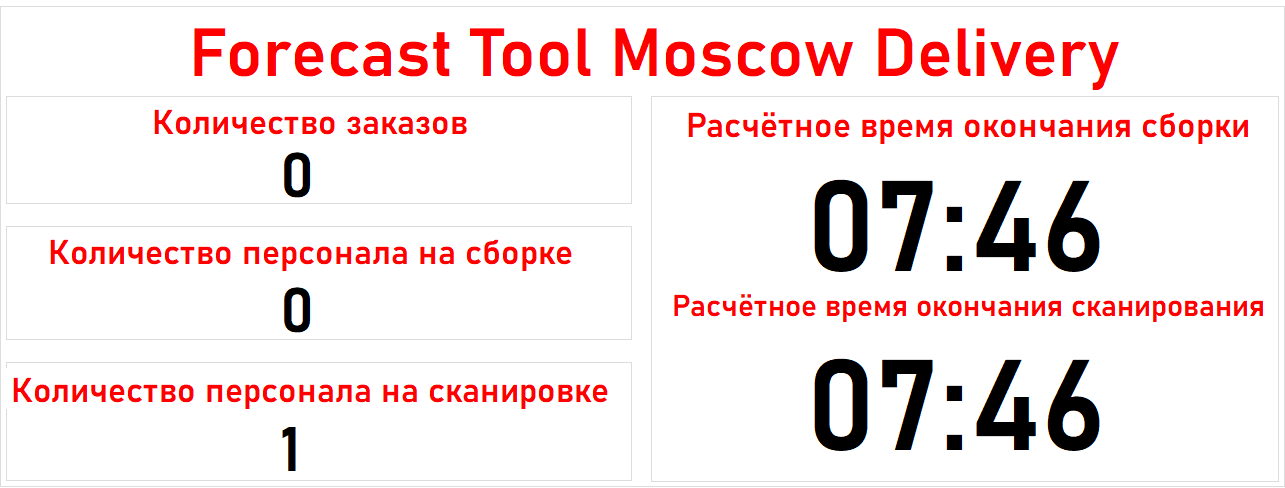 Forecast Tool Moscow Delivery
Количество заказов
0
Количество персонала на сборке
0
Количество персонала на сканировке
1
Расчётное время окончания сборки
07:46
Расчётное время окончания сканирования
07:46